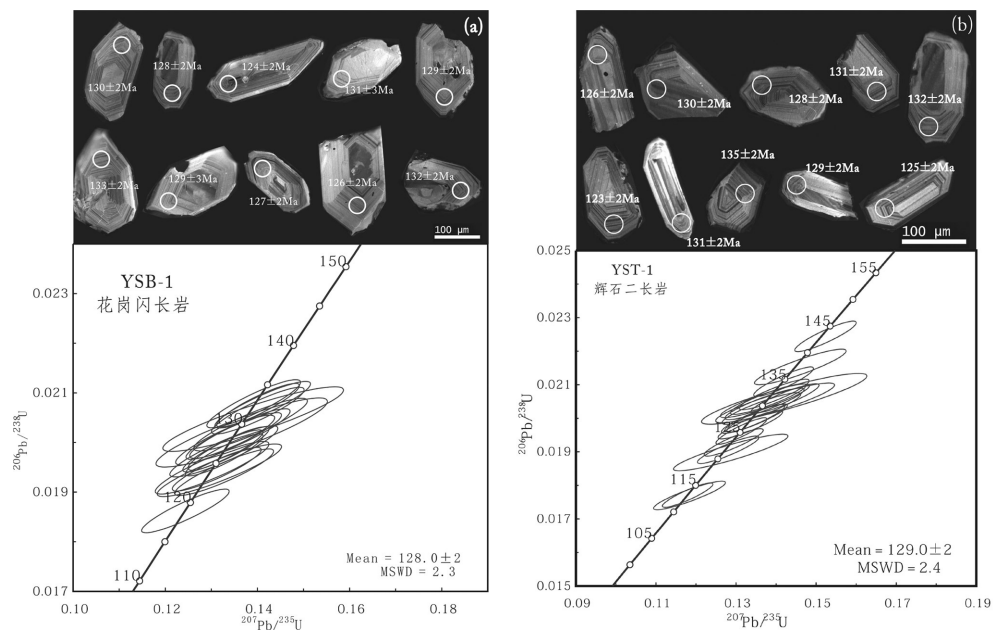 (a)
130±2Ma
128±2Ma
124±2Ma
131±3Ma
129±2Ma
133±2Ma
129±3Ma
127±2Ma
126±2Ma
132±2Ma
100 μm
YSB-1
花岗闪长岩
150
140
130
120
110
0.023
0.021
0.019
0.017
206Pb/238U
Mean = 128.0±2
MSWD = 2.3
0.10
0.12
0.14
0.16
0.18
207Pb/235U
(b)
126±2Ma
130±2Ma
128±2Ma
131±2Ma
132±2Ma
123±2Ma
131±2Ma
135±2Ma
129±2Ma
125±2Ma
100 μm
YST-1
辉石二长岩
155
145
135
125
115
105
0.025
0.023
0.021
0.019
0.017
0.015
206Pb/238U
Mean = 129.0±2
MSWD = 2.4
0.09
0.11
0.13
0.15
0.17
0.19
207Pb/235U